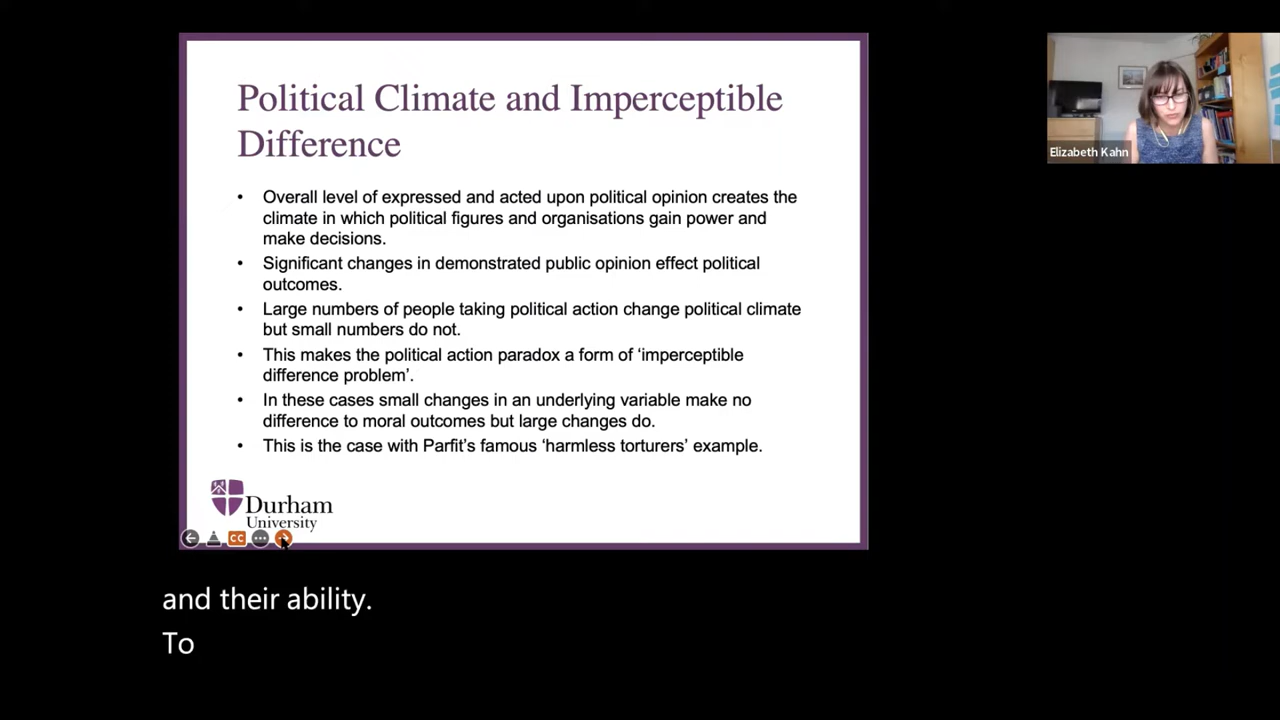 Political Climate and Imperceptible
Difference
• Overall level of expressed and acted upon political opinion creates the
climate in which political figures and organisations gain power and
make decisions.
• Significant changes in demonstrated public opinion effect political
outcomes.
• Large numbers of people taking political action change political climate
but small numbers do not.
• This makes the political action paradox a form of ‘imperceptible
difference problem’.
• In these cases small changes in an underlying variable make no
difference to moral outcomes but large changes do.
• This is the case with Parfit’s famous ‘harmless torturers’ example.
Durham
University
CC
Elizabeth Kahn
and their ability.
To